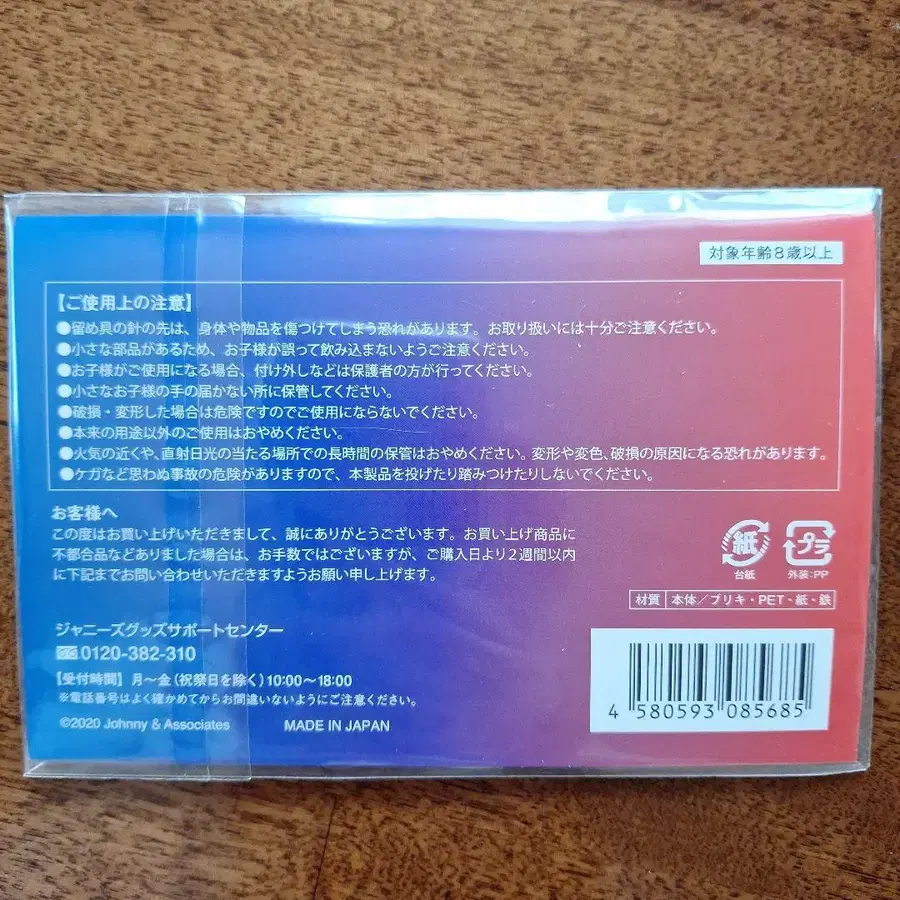 対象年齢8歳以上
【ご使用上の注意】
●留め具の針の先は、身体や物品を傷つけてしまう恐れがあります。お取り扱いには十分ご注意ください。
●小さな部品があるため、お子様が誤って飲み込まないようご注意ください。
●お子様がご使用になる場合、付け外しなどは保護者の方が行ってください。
●小さなお子様の手の届かない所に保管してください。
●破損・変形した場合は危険ですのでご使用にならないでください。
●本来の用途以外のご使用はおやめください。
●火気の近くや、直射日光の当たる場所での長時間の保管はおやめください。変形や変色、破損の原因になる恐れがあります。
●ケガなど思わぬ事故の危険がありますので、本製品を投げたり踏みつけたりしないでください。
お客様へ
この度はお買い上げいただきまして、誠にありがとうございます。お買い上げ商品に
不都合品などありました場合は、お手数ではございますが、ご購入日より2週間以内
に下記までお問い合わせいただきますようお願い申し上げます。
紙
台紙
プラ
外装:PP
材質 本体/ブリキ・PET・紙・鉄
ジャニーズグッズサポートセンター
0120-382-310
【受付時間】月〜金(祝祭日を除く)10:00〜18:00
※電話番号はよく確かめてからお間違いないようにご注意ください。
©2020 Johnny & Associates MADE IN JAPAN
4 580593 085685